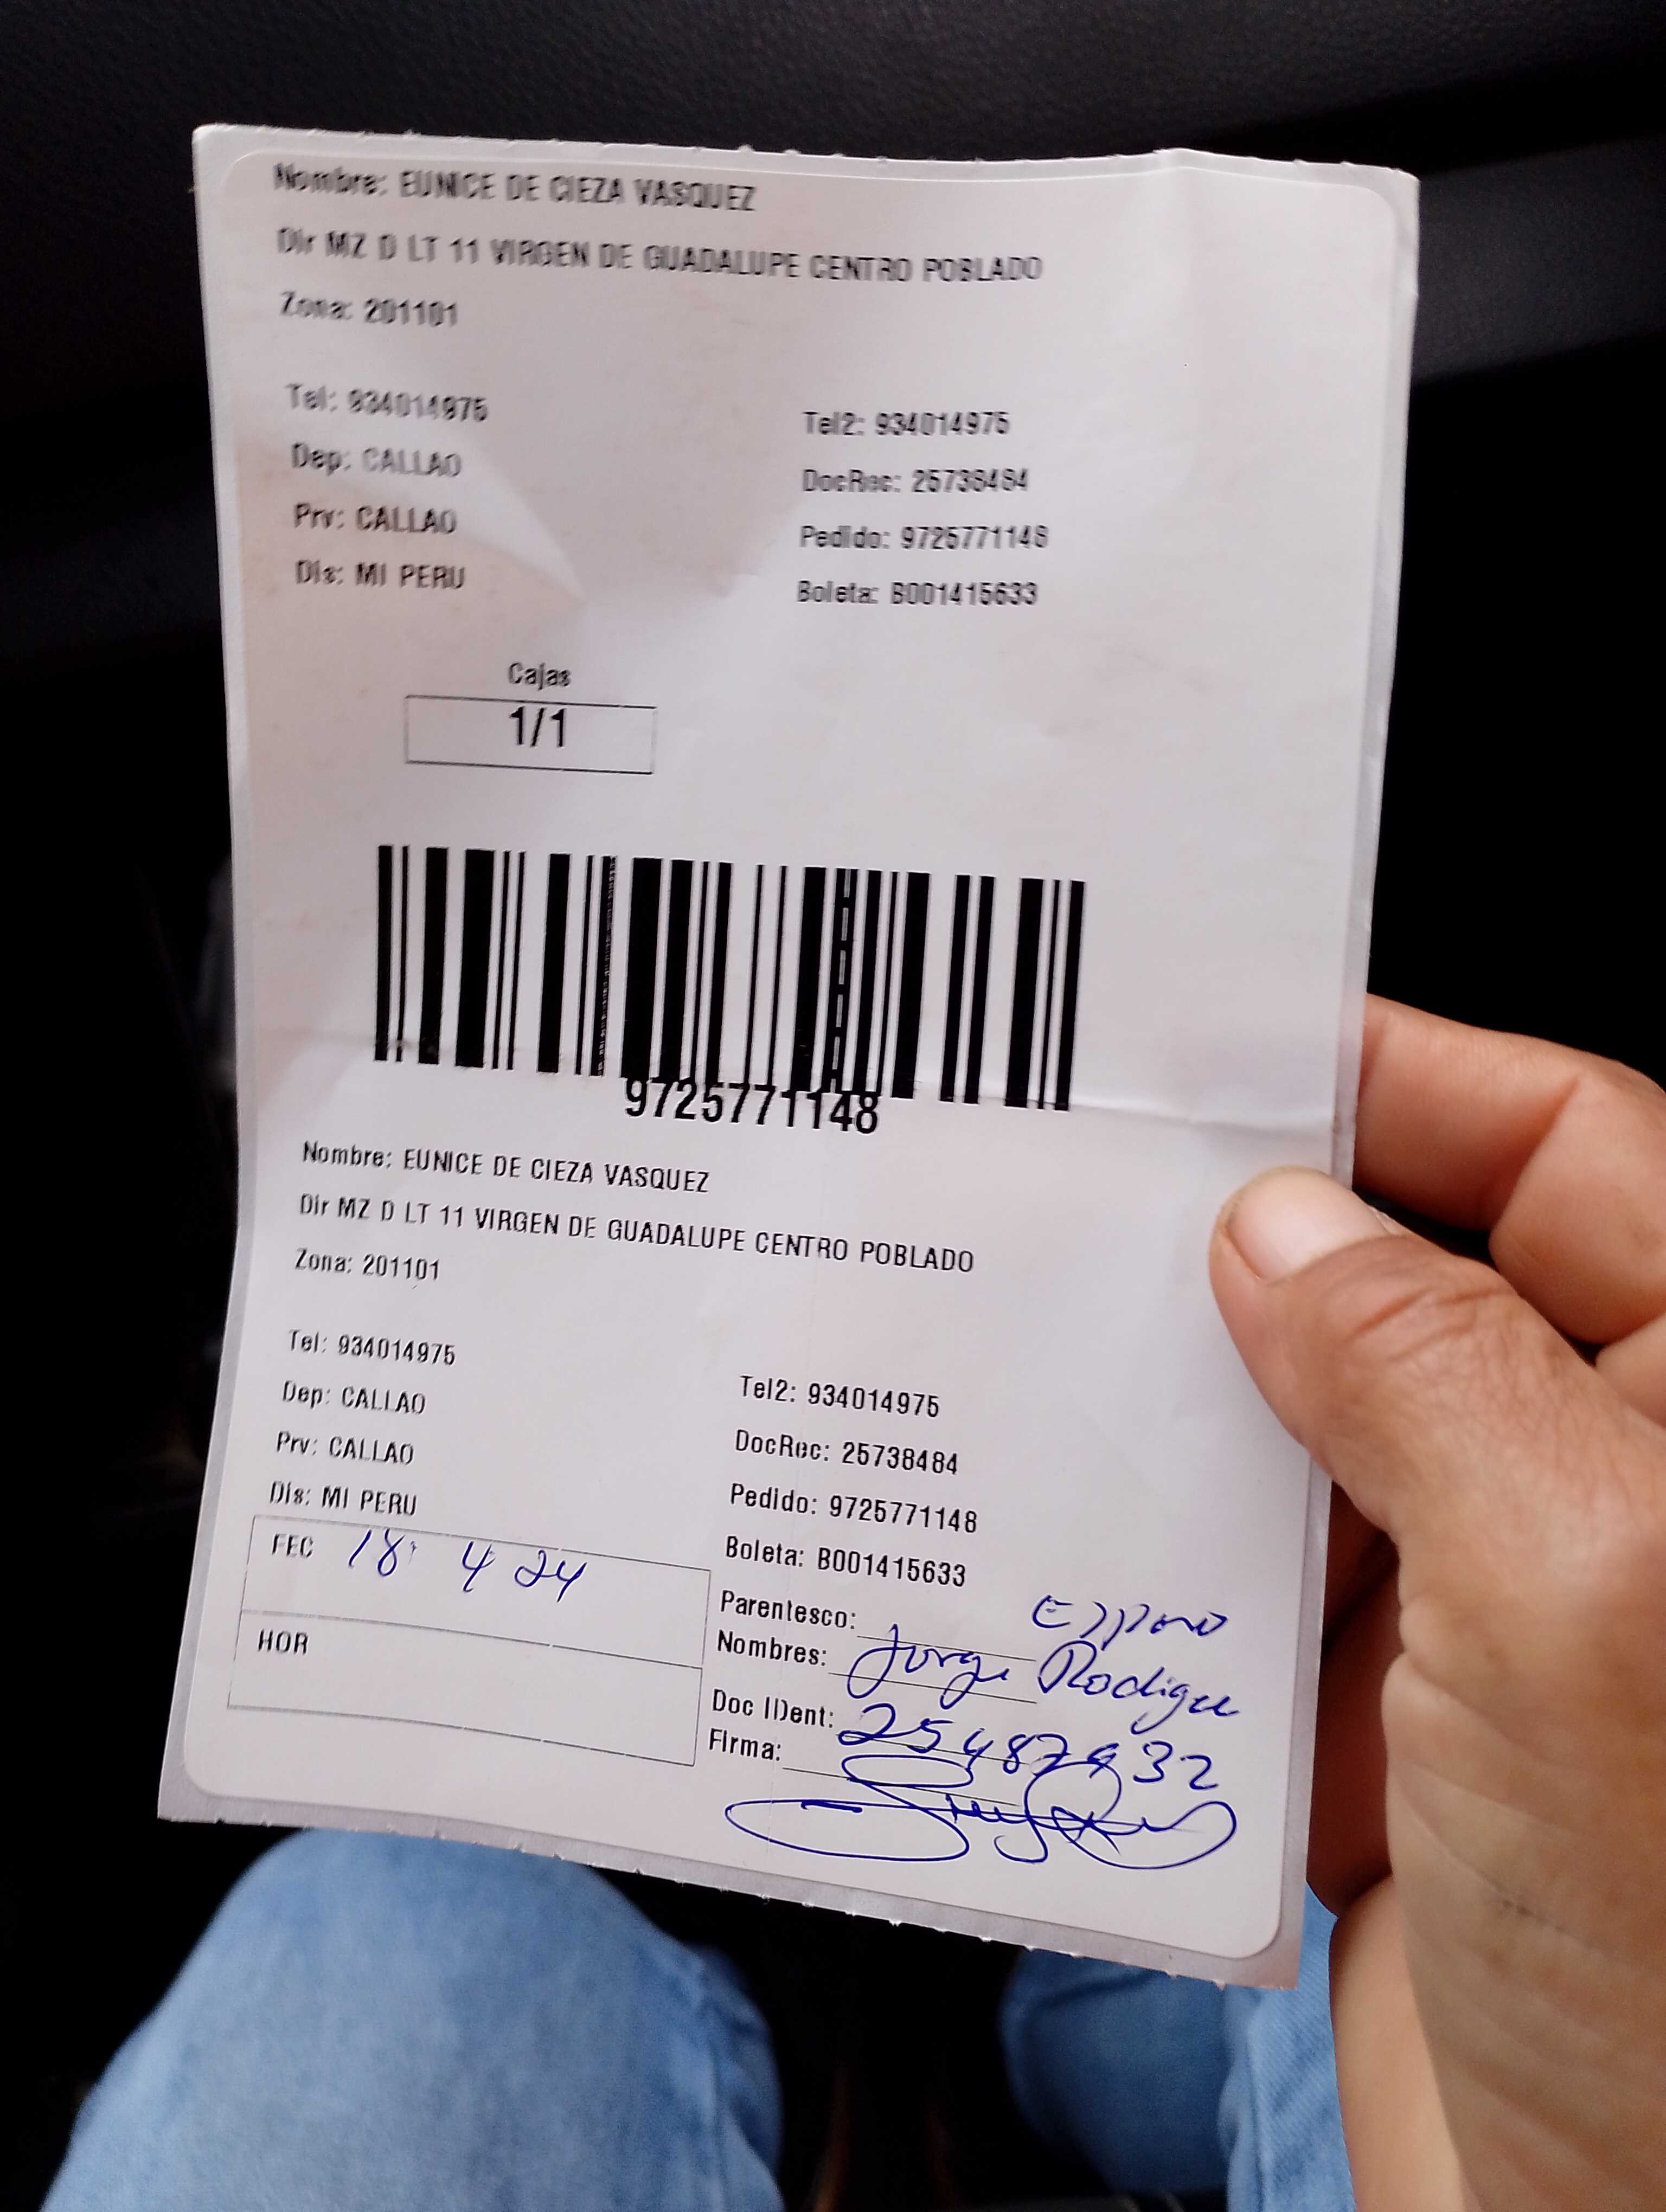 Nombre: EUNICE DE CIEZA VASQUEZ
Dir MZ D LT 11 VIRGEN DE GUADALUPE CENTRO POBLADO
Zona: 201101
Tel: 934014975 Tel2: 934014975
Dep: CALLAO DocRec: 25738484
Prv: CALLAO Pedido: 9725771148
Dis: MI PERU Boleta: B001415633
Cajas
1/1
9725771148
Nombre: EUNICE DE CIEZA VASQUEZ
Dir MZ D LT 11 VIRGEN DE GUADALUPE CENTRO POBLADO
Zona: 201101
Tel: 934014975 Tel2: 934014975
Dep: CALLAO DocRec: 25738484
Prv: CALLAO Pedido: 9725771148
Dis: MI PERU Boleta: B001415633
FEC 18 4 24
HOR
Parentesco:
Nombres: Jorge
Doc IDent:
Firma: